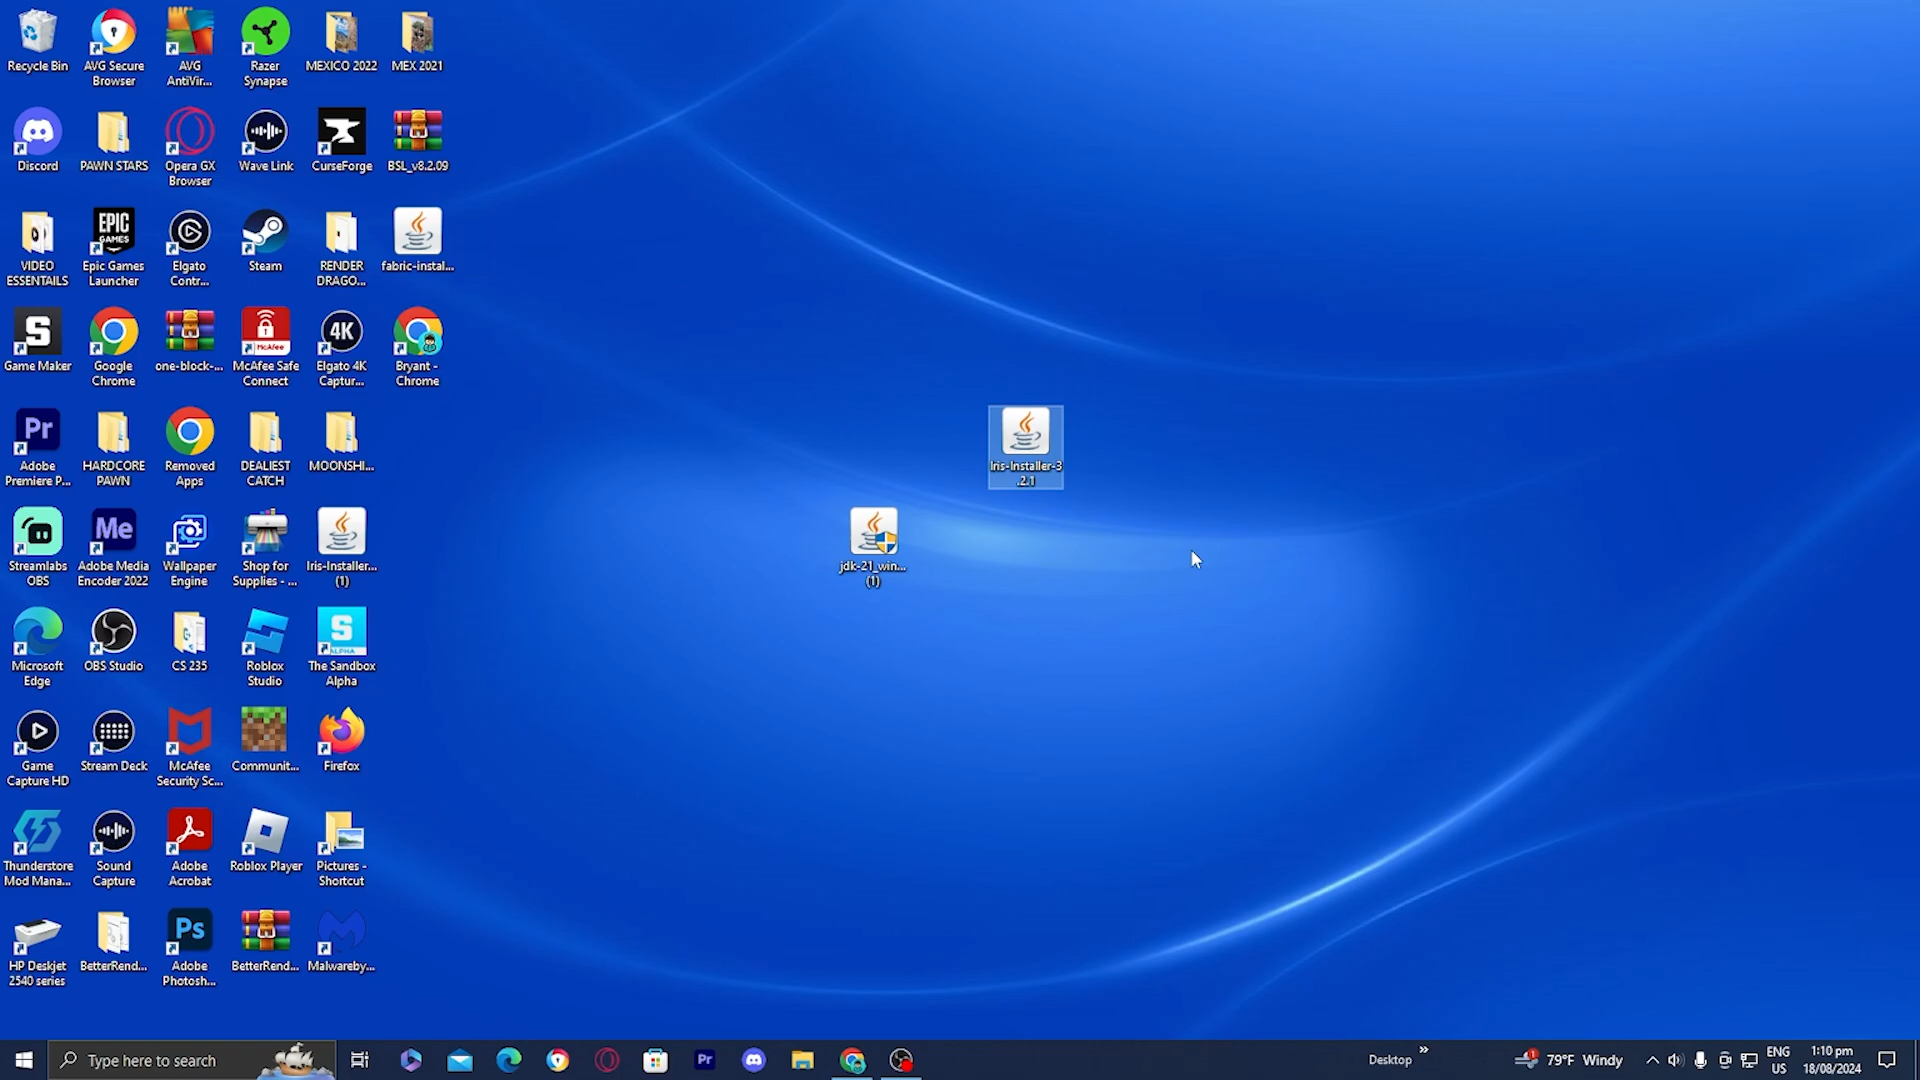 Recycle Bin
AVG Secure
Browser
AVG
AntiVir...
Razer
Synapse
MEXICO 2022
MEX 2021
Discord
PAWN STARS
Opera GX
Browser
Wave Link
CurseForge
BSL_v8.2.09
VIDEO
ESSENTAILS
EPIC
GAMES
Epic Games
Launcher
Elgato
Contr...
Steam
RENDER
DRAGO...
fabric-instal...
S
Game Maker
Google
Chrome
one-block-...
McAfee
McAfee Safe
Connect
4K
Elgato 4K
Captur...
Bryant -
Chrome
Pr
Adobe
Premiere P...
HARDCORE
PAWN
Removed
Apps
DEALIEST
CATCH
MOONSHI...
Iris-Installer-3
.2.1
Streamlabs
OBS
Me
Adobe Media
Encoder 2022
Wallpaper
Engine
Shop for
Supplies - ...
Iris-Installer...
(1)
jdk-21_win...
(1)
Microsoft
Edge
OBS Studio
CS 235
Roblox
Studio
S
ALPHA
The Sandbox
Alpha
Game
Capture HD
Stream Deck
McAfee
Security Sc...
Communit...
Firefox
Thunderstore
Mod Mana...
Sound
Capture
Adobe
Acrobat
Roblox Player
Pictures -
Shortcut
HP Deskjet
2540 series
BetterRend...
Ps
Adobe
Photosh...
BetterRend...
Malwareby...
Type here to search
Pr
Desktop
»
1
79°F Windy
ENG
US
1:10 pm
18/08/2024